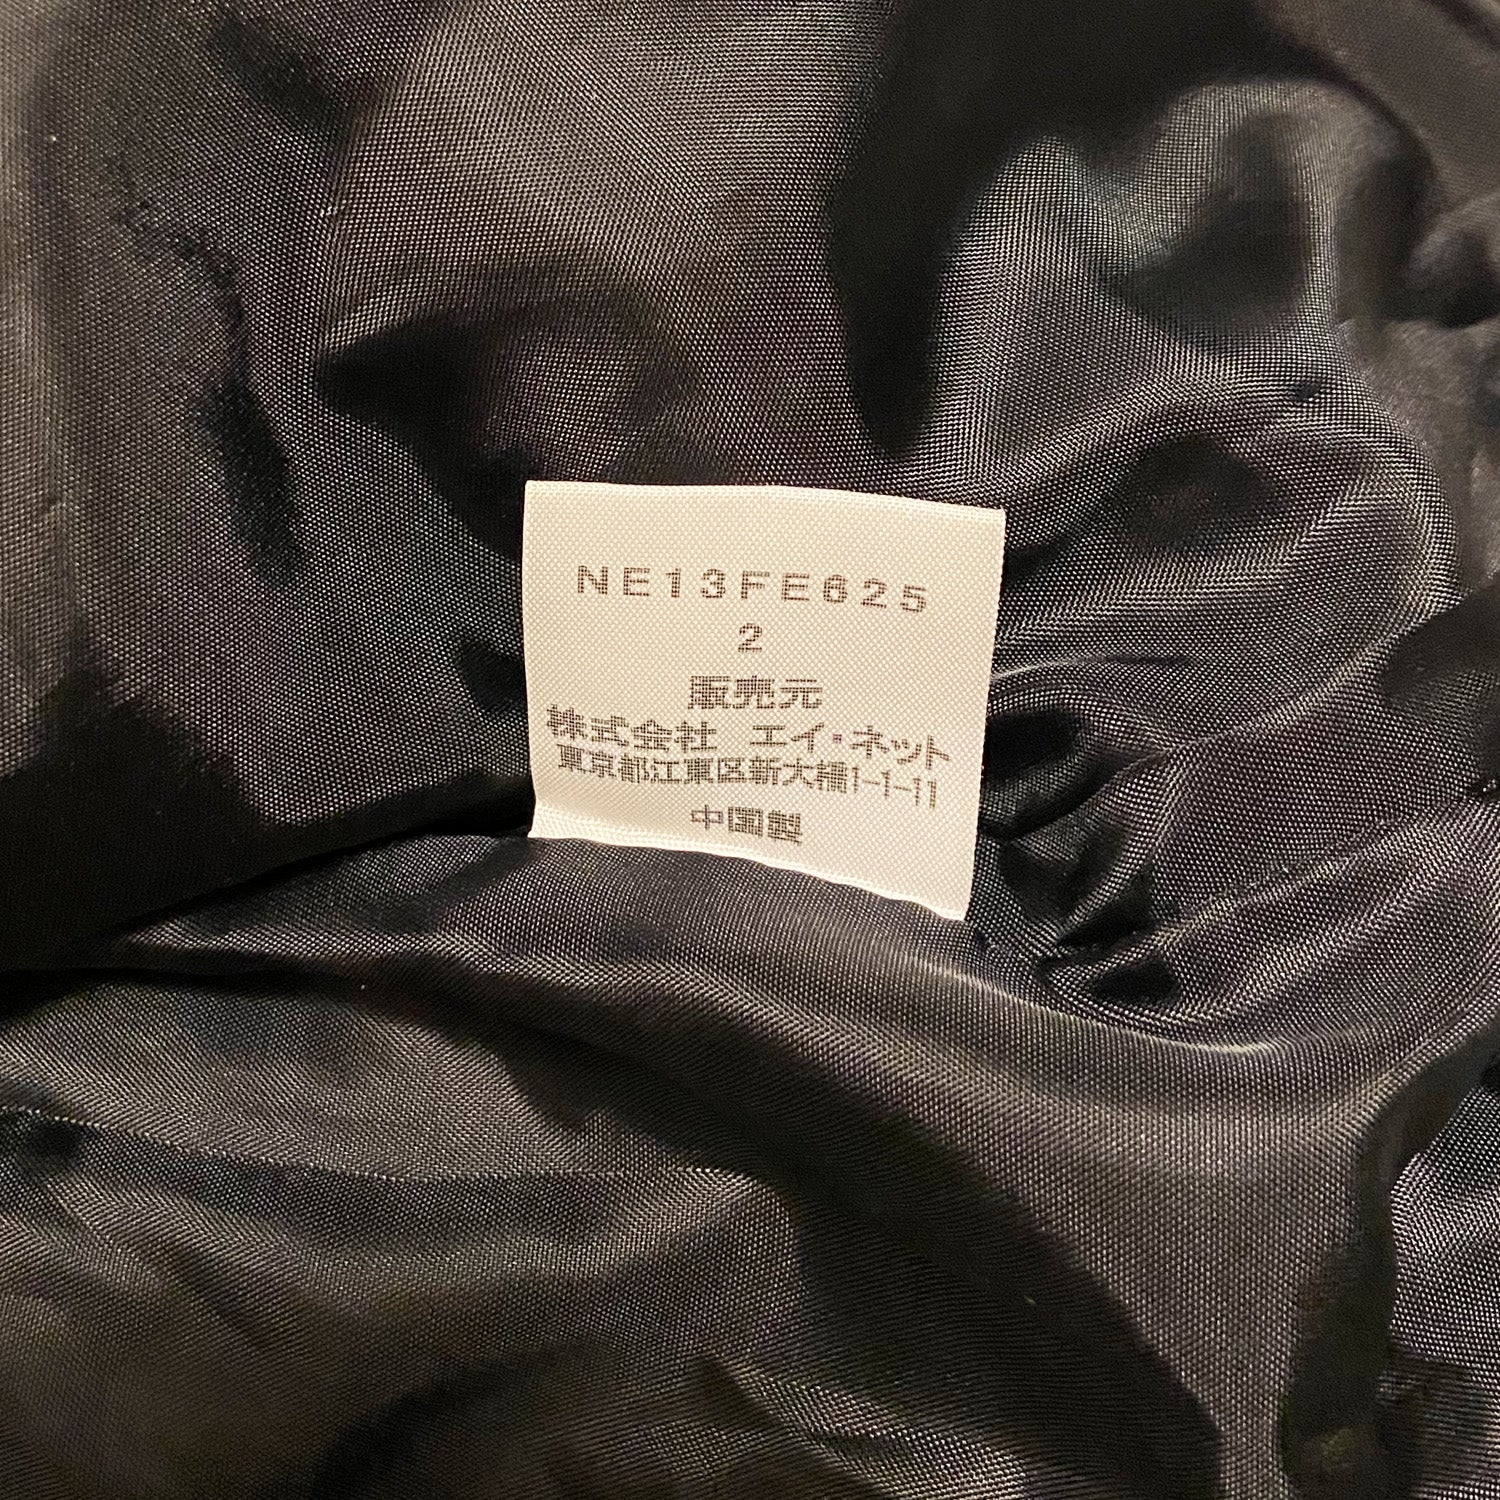 NE13FE625
2
販売元
株式会社 エイ・ネット
東京都江東区新大橋1-1-11
中国製